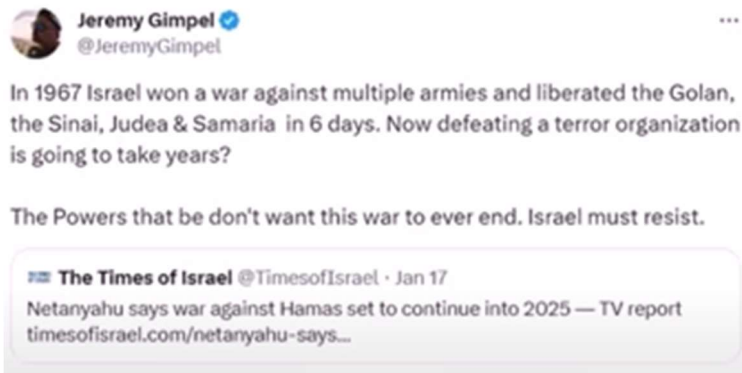 Jeremy Gimpel
@JeremyGimpel
In 1967 Israel won a war against multiple armies and liberated the Golan,
the Sinai, Judea & Samaria in 6 days. Now defeating a terror organization
is going to take years?
The Powers that be don't want this war to ever end. Israel must resist.
The Times of Israel @TimesofIsrael · Jan 17
Netanyahu says war against Hamas set to continue into 2025 — TV report
timesofisrael.com/netanyahu-says...